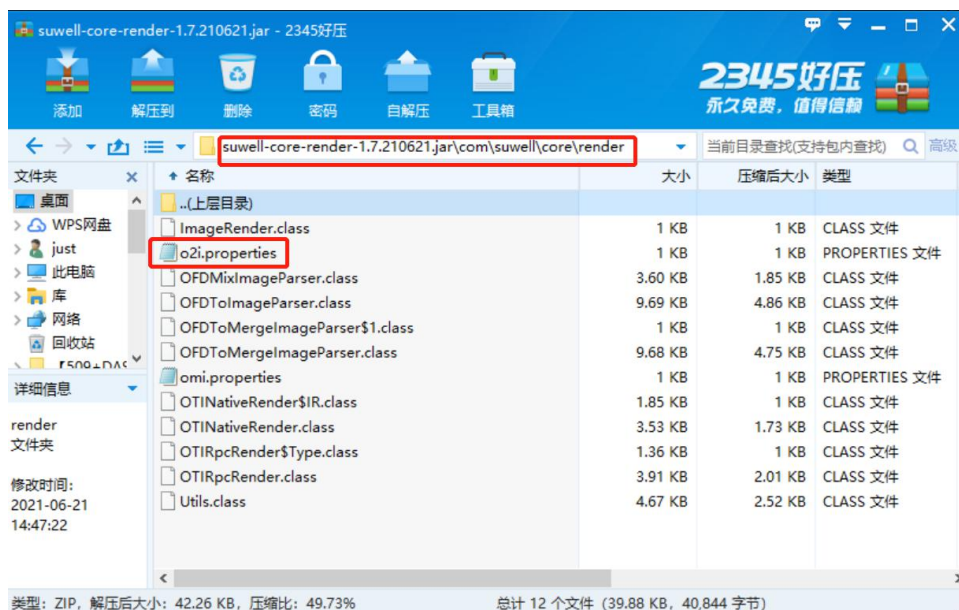 suwell-core-render-1.7.210621.jar - 2345好压
添加 解压到 删除 密码 自解压 工具箱
2345好压
永久免费，值得信赖
suwell-core-render-1.7.210621.jar\com\suwell\core\render 当前目录查找(支持包内查找) 高级
文件夹 名称 大小 压缩后大小 类型
桌面 ..(上层目录)
WPS网盘 ImageRender.class 1 KB 1 KB CLASS 文件
just o2i.properties 1 KB 1 KB PROPERTIES 文件
此电脑 OFDMixImageParser.class 3.60 KB 1.85 KB CLASS 文件
库 OFDToImageParser.class 9.69 KB 4.86 KB CLASS 文件
网络 OFDToMergeImageParser$1.class 1 KB 1 KB CLASS 文件
回收站 OFDToMergeImageParser.class 9.68 KB 4.75 KB CLASS 文件
详细信息 omi.properties 1 KB 1 KB PROPERTIES 文件
OTINativeRender$IR.class 1.85 KB 1 KB CLASS 文件
render OTINativeRender.class 3.53 KB 1.73 KB CLASS 文件
文件夹 OTIRpcRender$Type.class 1.36 KB 1 KB CLASS 文件
修改时间: OTIRpcRender.class 3.91 KB 2.01 KB CLASS 文件
2021-06-21 Utils.class 4.67 KB 2.52 KB CLASS 文件
14:47:22
类型: ZIP, 解压后大小: 42.26 KB, 压缩比: 49.73% 总计 12 个文件 (39.88 KB, 40,844 字节)